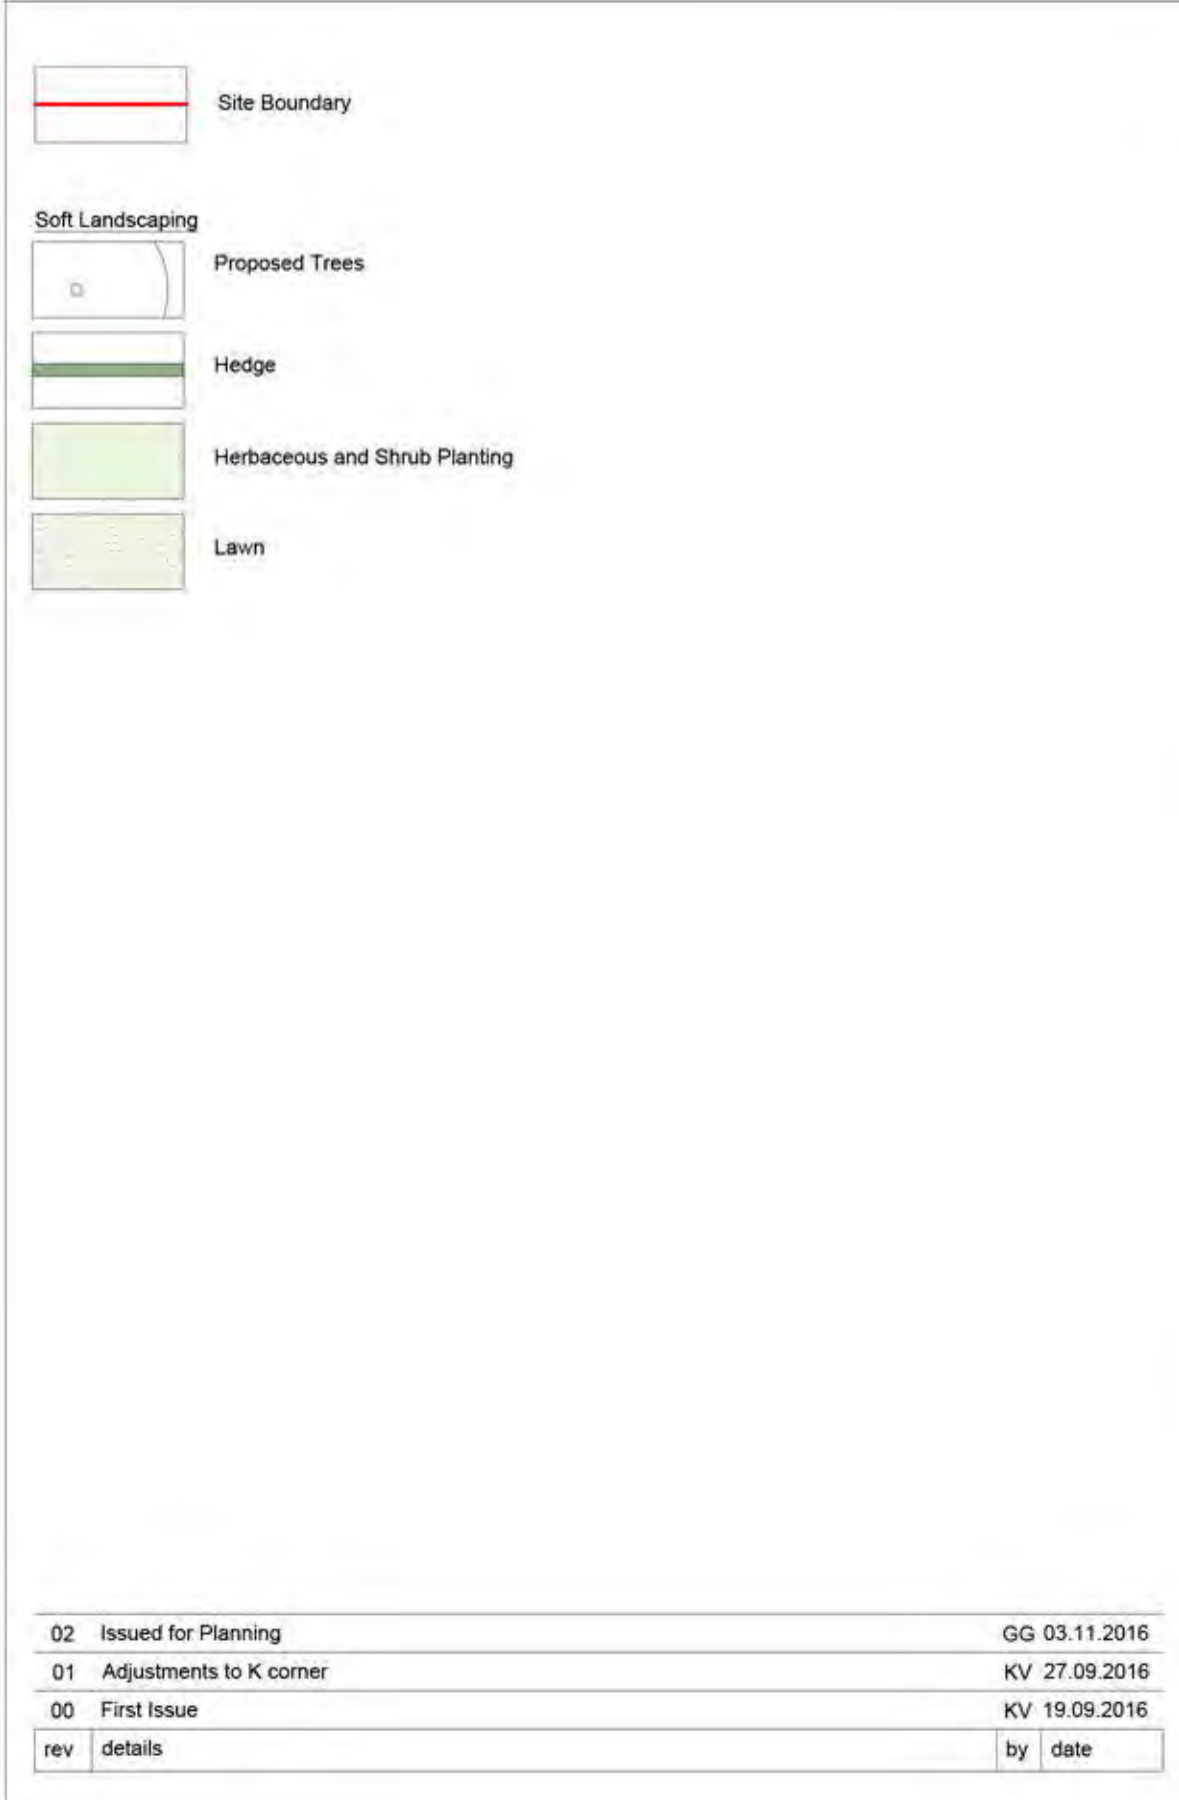 Site Boundary
Soft Landscaping
Proposed Trees
Hedge
Herbaceous and Shrub Planting
Lawn
02 Issued for Planning GG 03.11.2016
01 Adjustments to K corner KV 27.09.2016
00 First Issue KV 19.09.2016
rev details by date